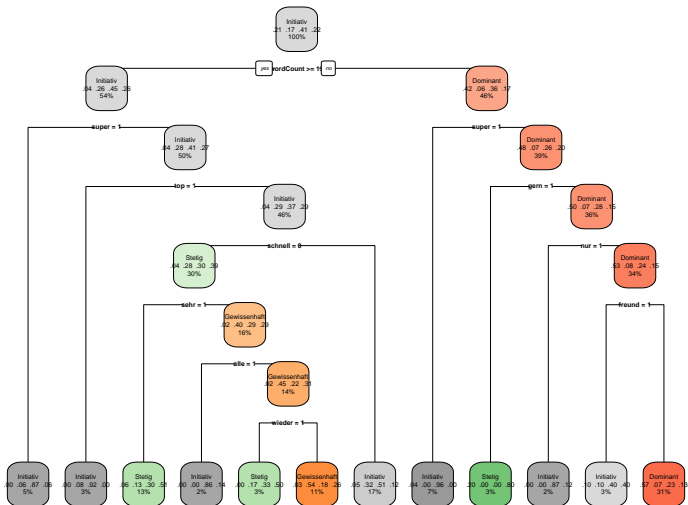 Initiativ
.21 .17 .41 .22
100%
yes
no
Initiativ
.04 .26 .45 .26
54%
Dominant
.42 .06 .36 .17
46%
super = 1
super = 1
Initiativ
.04 .28 .41 .27
50%
Dominant
.48 .07 .26 .20
39%
top = 1
gern = 1
Initiativ
.04 .29 .37 .29
46%
Dominant
.50 .07 .28 .15
36%
schnell = 0
nur = 1
Stetig
.04 .28 .30 .39
30%
Dominant
.53 .08 .24 .15
34%
sehr = 1
freund = 1
Gewissenhaft
.02 .40 .29 .29
16%
alle = 1
Gewissenhaft
.02 .45 .22 .31
14%
wieder = 1
Initiativ
.00 .06 .87 .06
5%
Initiativ
.00 .08 .92 .00
3%
Stetig
.06 .13 .30 .51
13%
Initiativ
.00 .00 .86 .14
2%
Stetig
.00 .17 .33 .50
3%
Gewissenhaft
.03 .54 .18 .26
11%
Initiativ
.05 .32 .51 .12
17%
Initiativ
.04 .00 .96 .00
7%
Stetig
.20 .00 .00 .80
3%
Initiativ
.00 .00 .87 .12
2%
Initiativ
.10 .10 .40 .40
3%
Dominant
.57 .07 .23 .13
31%